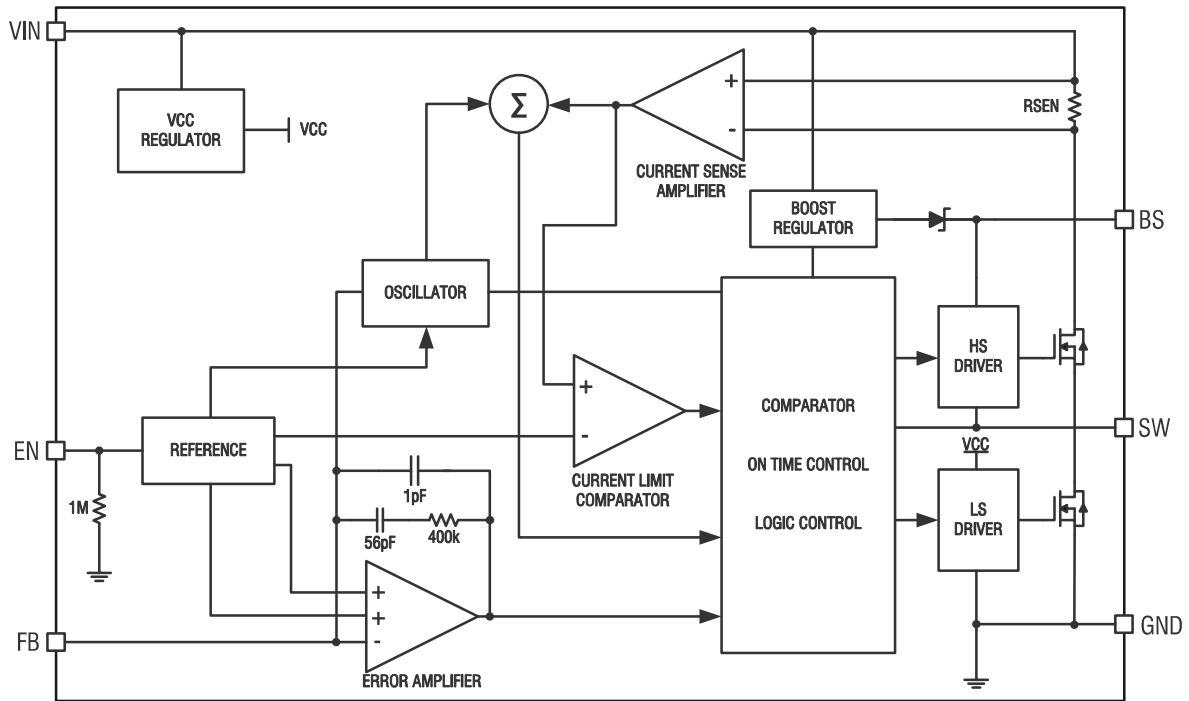 VIN
+
Σ
RSEN
VCC
REGULATOR
VCC
-
CURRENT SENSE
AMPLIFIER
BOOST
REGULATOR
BS
OSCILLATOR
HS
DRIVER
+
COMPARATOR
SW
-
EN
REFERENCE
VCC
ON TIME CONTROL
CURRENT LIMIT
COMPARATOR
1pF
1M
LS
DRIVER
LOGIC CONTROL
56pF
400k
+
+
-
FB
GND
ERROR AMPLIFIER